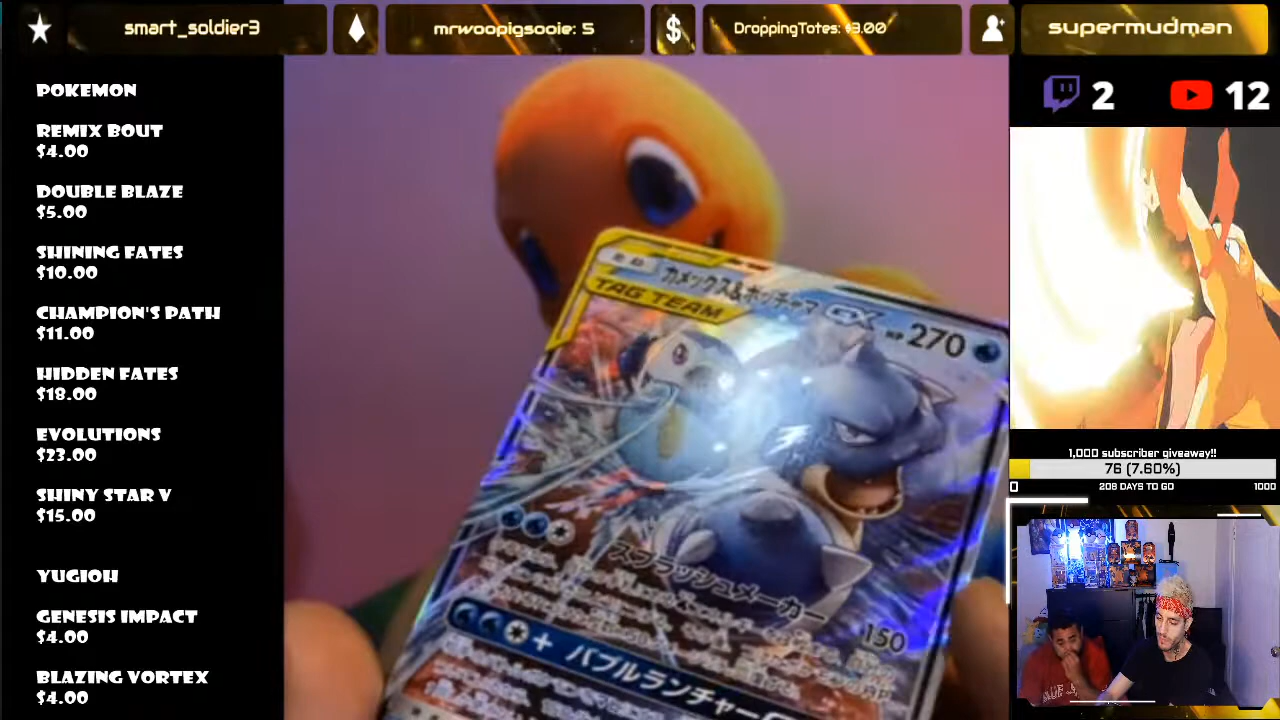 smart_soldier3
mrwoopigsooie: 5
$
DroppingTotes: $3.00
supermudman
POKEMON
REMIX BOUT
$4.00
DOUBLE BLAZE
$5.00
SHINING FATES
$10.00
CHAMPION'S PATH
$11.00
HIDDEN FATES
$18.00
EVOLUTIONS
$23.00
SHINY STAR V
$15.00
YUGIOH
GENESIS IMPACT
$4.00
BLAZING VORTEX
$4.00
カメックス&ポッチャマGX HP 270
TAG TEAM
スプラッシュメーカー 150
+ バブルランチャー
2
12
1,000 subscriber giveaway!!
76 (7.60%)
0 208 DAYS TO GO 1000